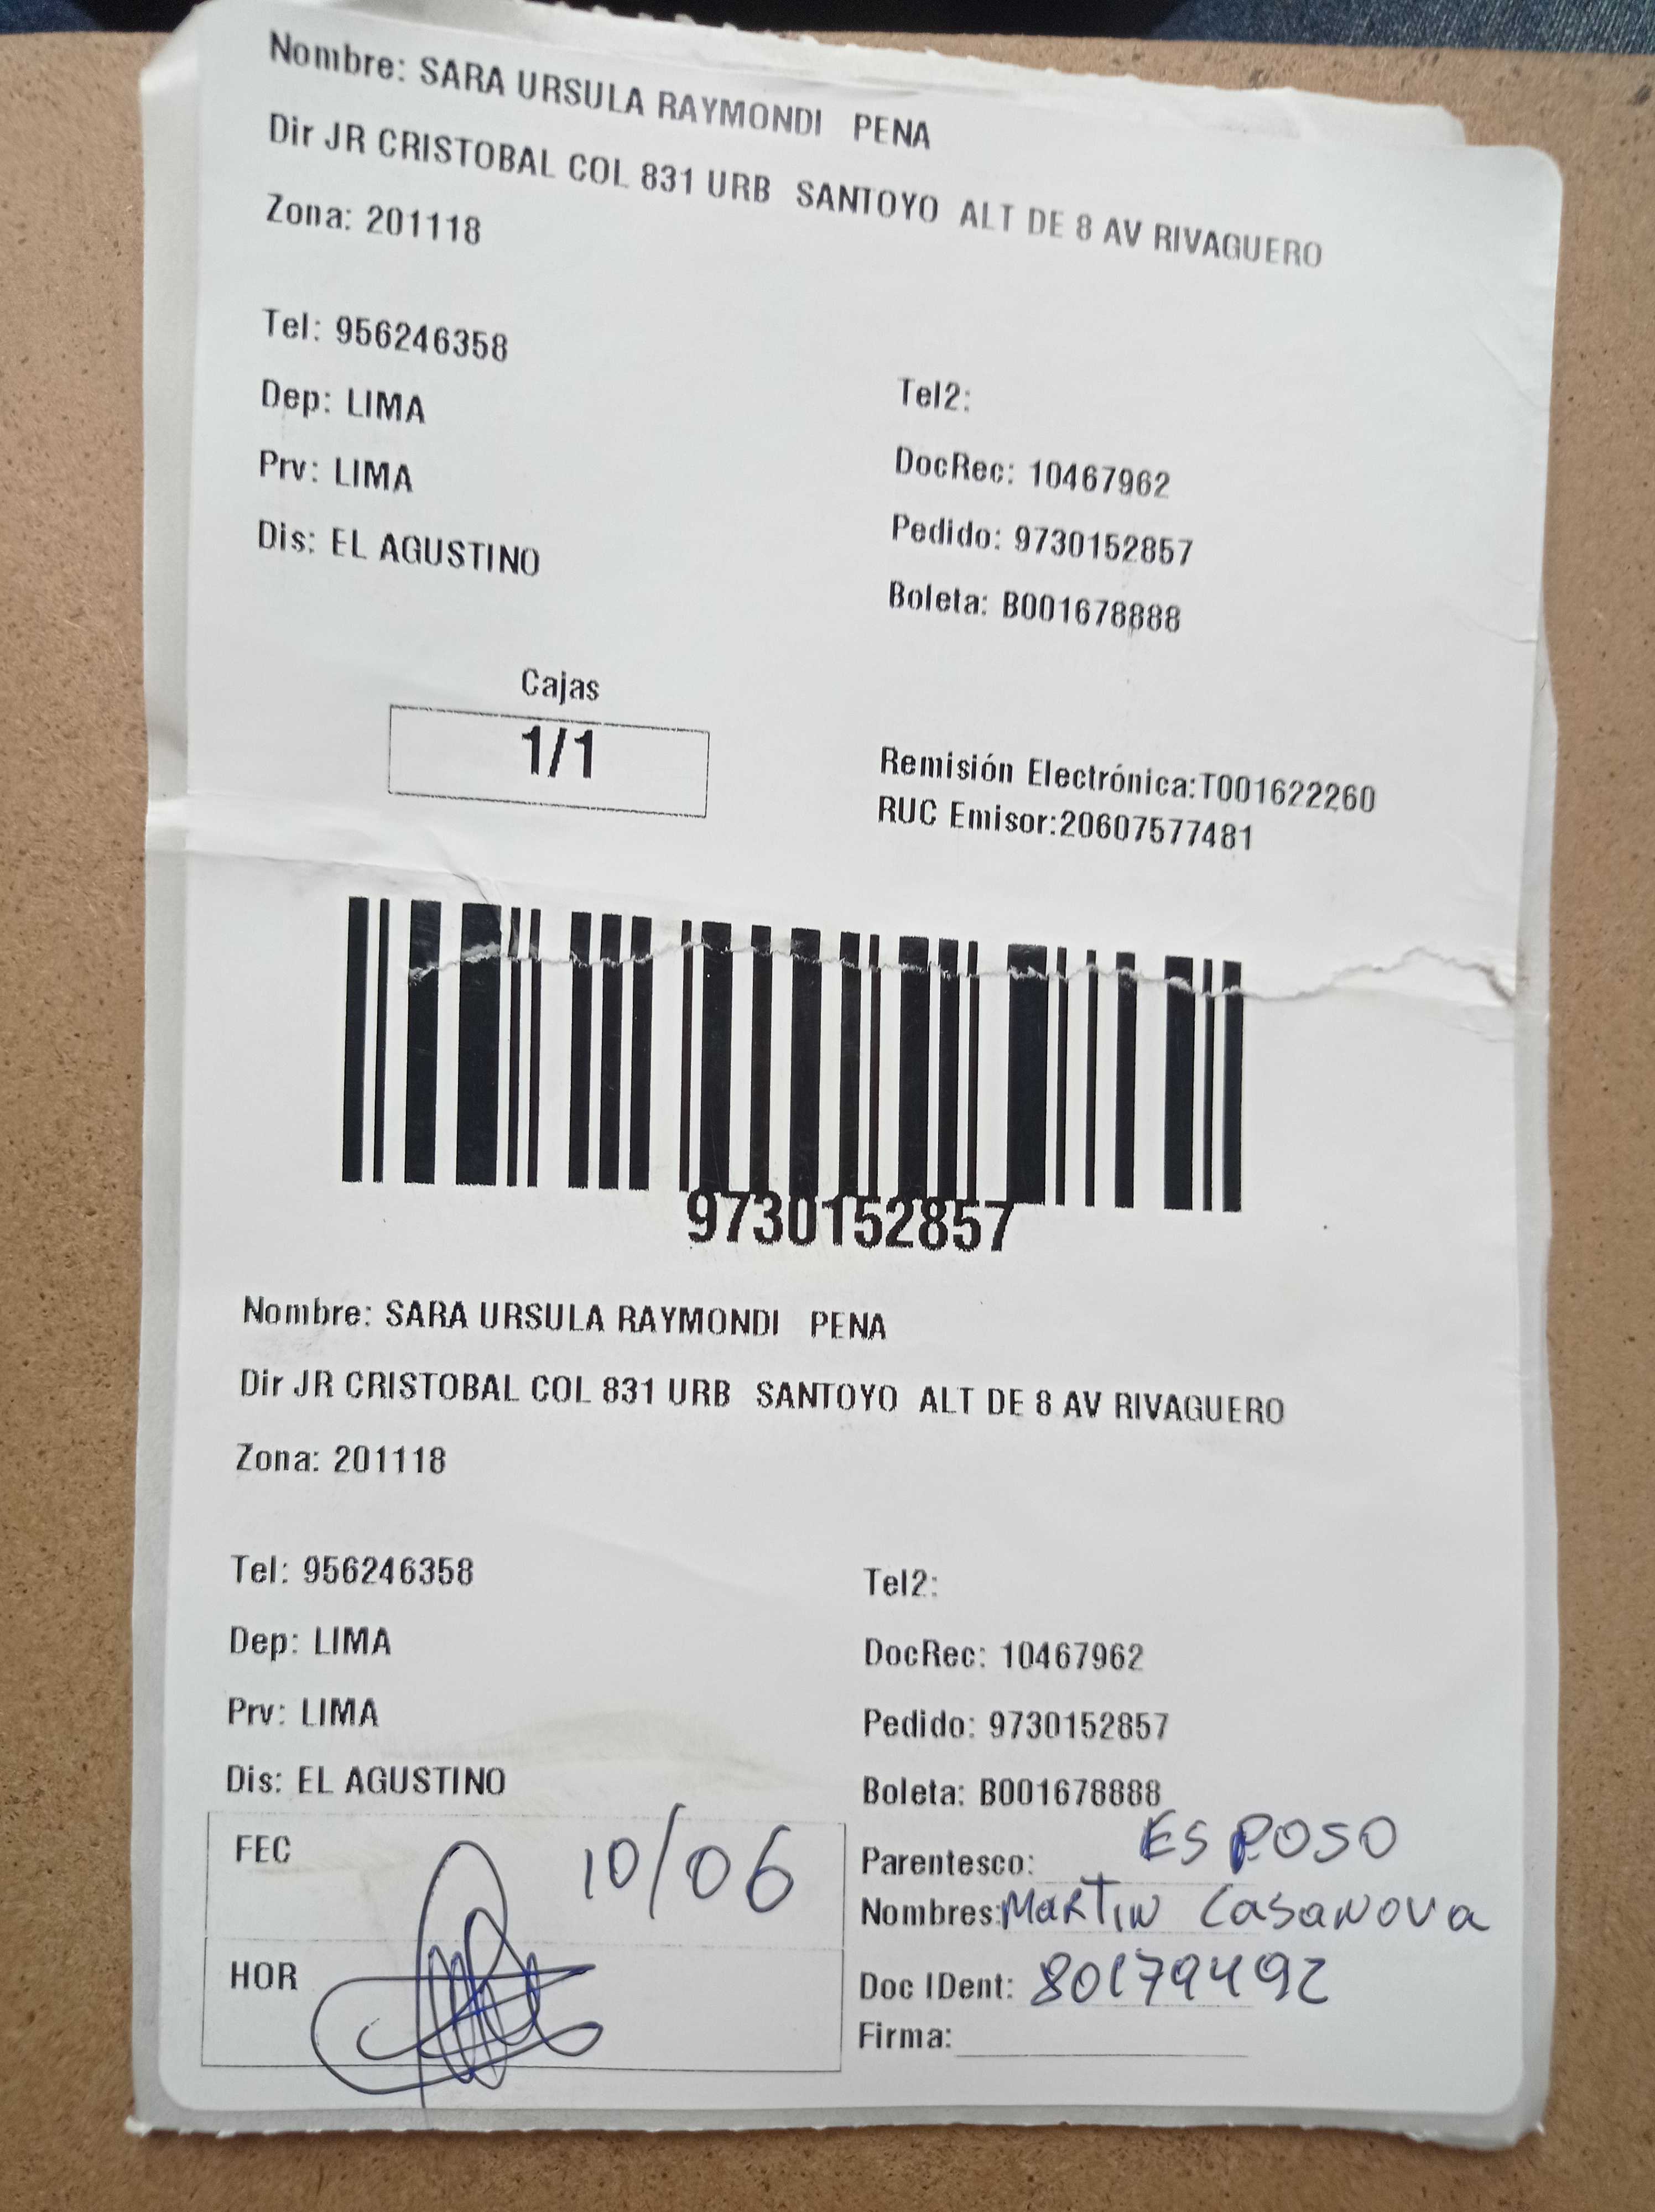 Nombre: SARA URSULA RAYMONDI PENA
Dir JR CRISTOBAL COL 831 URB SANTOYO ALT DE 8 AV RIVAGUERO
Zona: 201118
Tel: 956246358
Tel2:
Dep: LIMA
DocRec: 10467962
Prv: LIMA
Pedido: 9730152857
Dis: EL AGUSTINO
Boleta: B001678888
Cajas
1/1
Remisión Electrónica:T001622260
RUC Emisor:20607577481
9730152857
Nombre: SARA URSULA RAYMONDI PENA
Dir JR CRISTOBAL COL 831 URB SANTOYO ALT DE 8 AV RIVAGUERO
Zona: 201118
Tel: 956246358
Tel2:
Dep: LIMA
DocRec: 10467962
Prv: LIMA
Pedido: 9730152857
Dis: EL AGUSTINO
Boleta: B001678888
FEC 10/06
Parentesco: ESPOSO
Nombres: MARTIN CASANOVA
HOR
Doc IDent: 80179492
Firma: